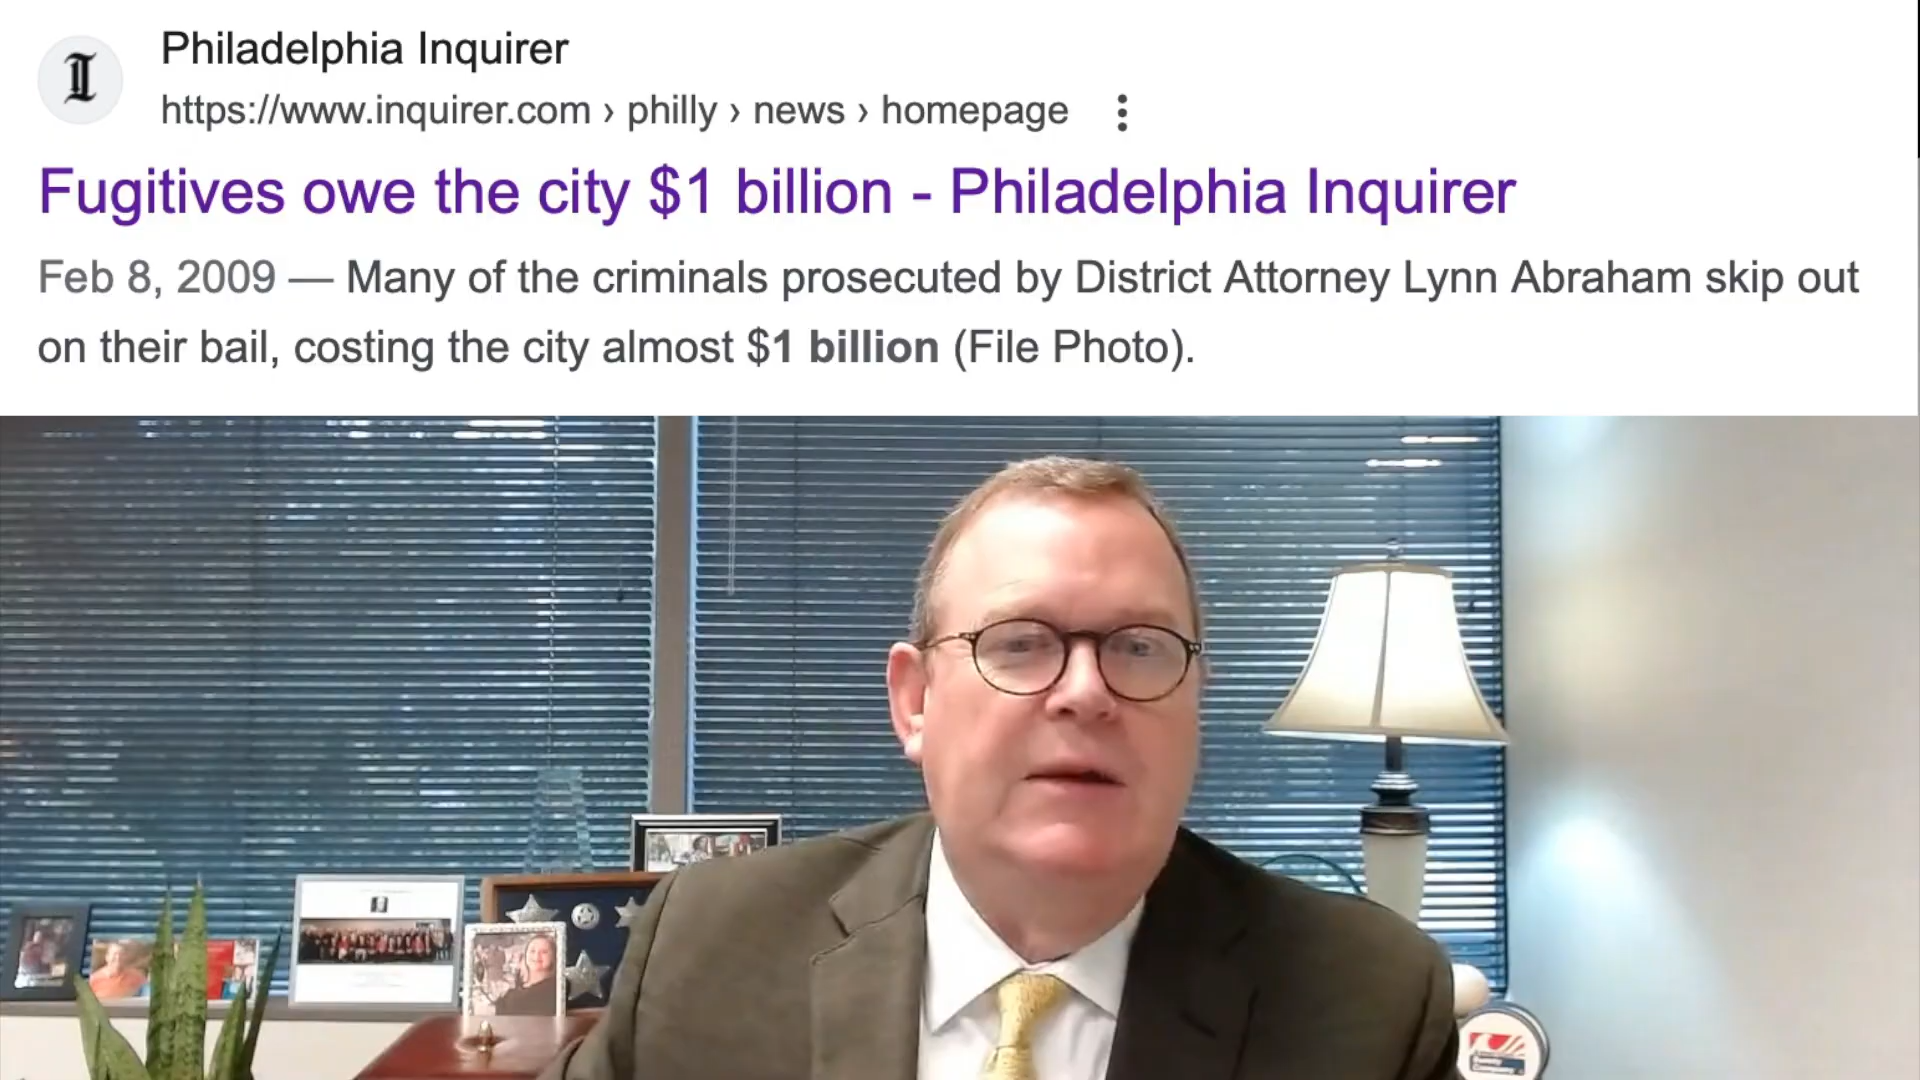 Philadelphia Inquirer
https://www.inquirer.com › philly › news › homepage
Fugitives owe the city $1 billion - Philadelphia Inquirer
Feb 8, 2009 — Many of the criminals prosecuted by District Attorney Lynn Abraham skip out
on their bail, costing the city almost $1 billion (File Photo).